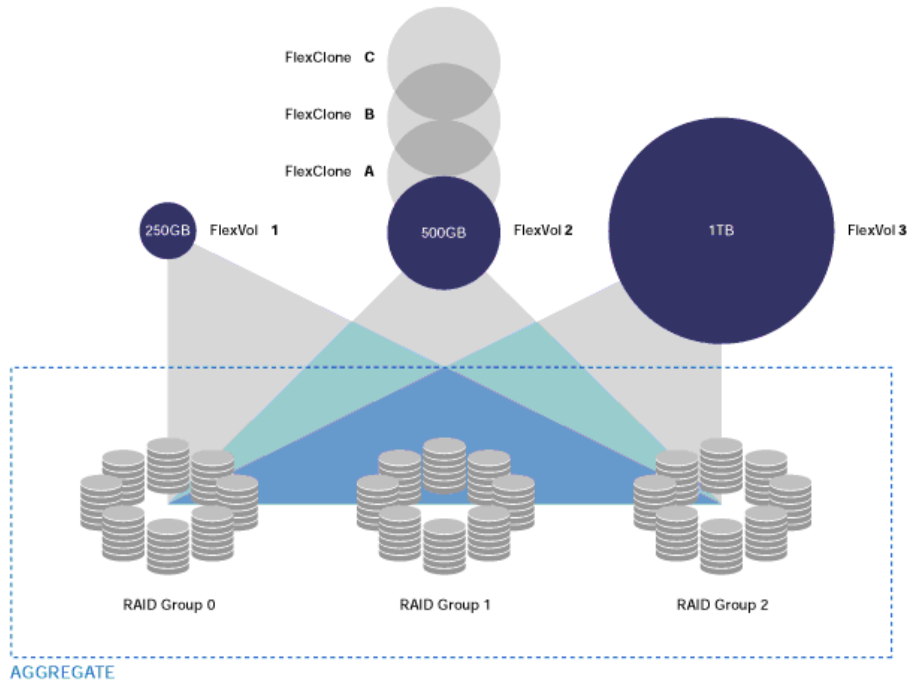 FlexClone C
FlexClone B
FlexClone A
250GB FlexVol 1
500GB FlexVol 2
1TB FlexVol 3
RAID Group 0
RAID Group 1
RAID Group 2
AGGREGATE